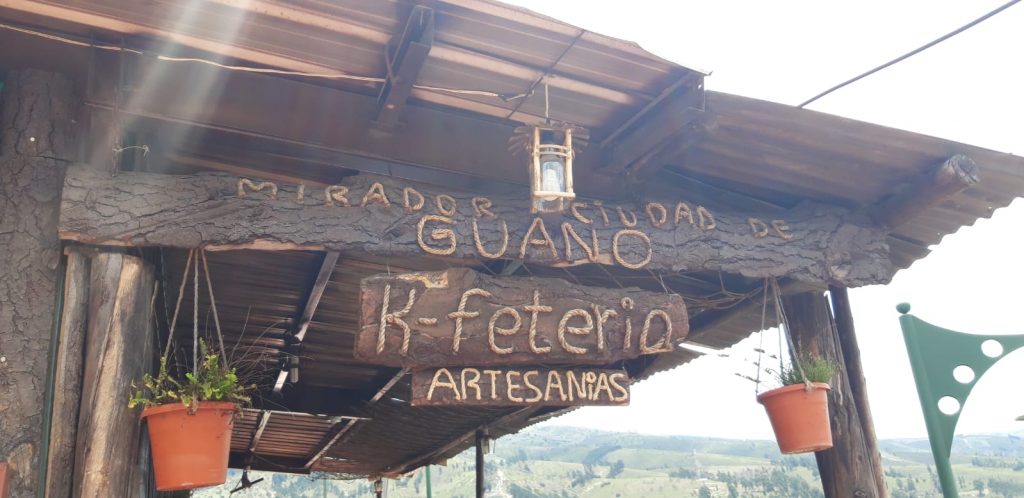 MIRADOR CIUDAD DE
GUANO
K-feteria
ARTESANiAS